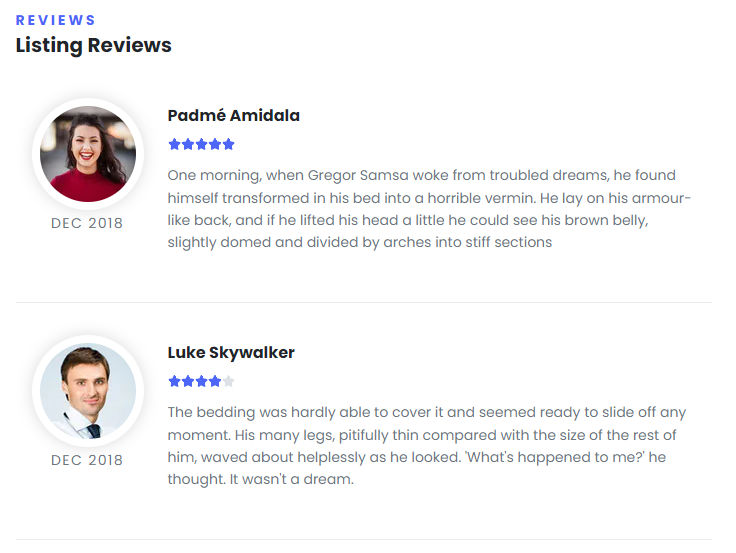 REVIEWS
Listing Reviews
Padmé Amidala
One morning, when Gregor Samsa woke from troubled dreams, he found
himself transformed in his bed into a horrible vermin. He lay on his armour-
like back, and if he lifted his head a little he could see his brown belly,
slightly domed and divided by arches into stiff sections
DEC 2018
Luke Skywalker
The bedding was hardly able to cover it and seemed ready to slide off any
moment. His many legs, pitifully thin compared with the size of the rest of
him, waved about helplessly as he looked. 'What's happened to me?' he
thought. It wasn't a dream.
DEC 2018